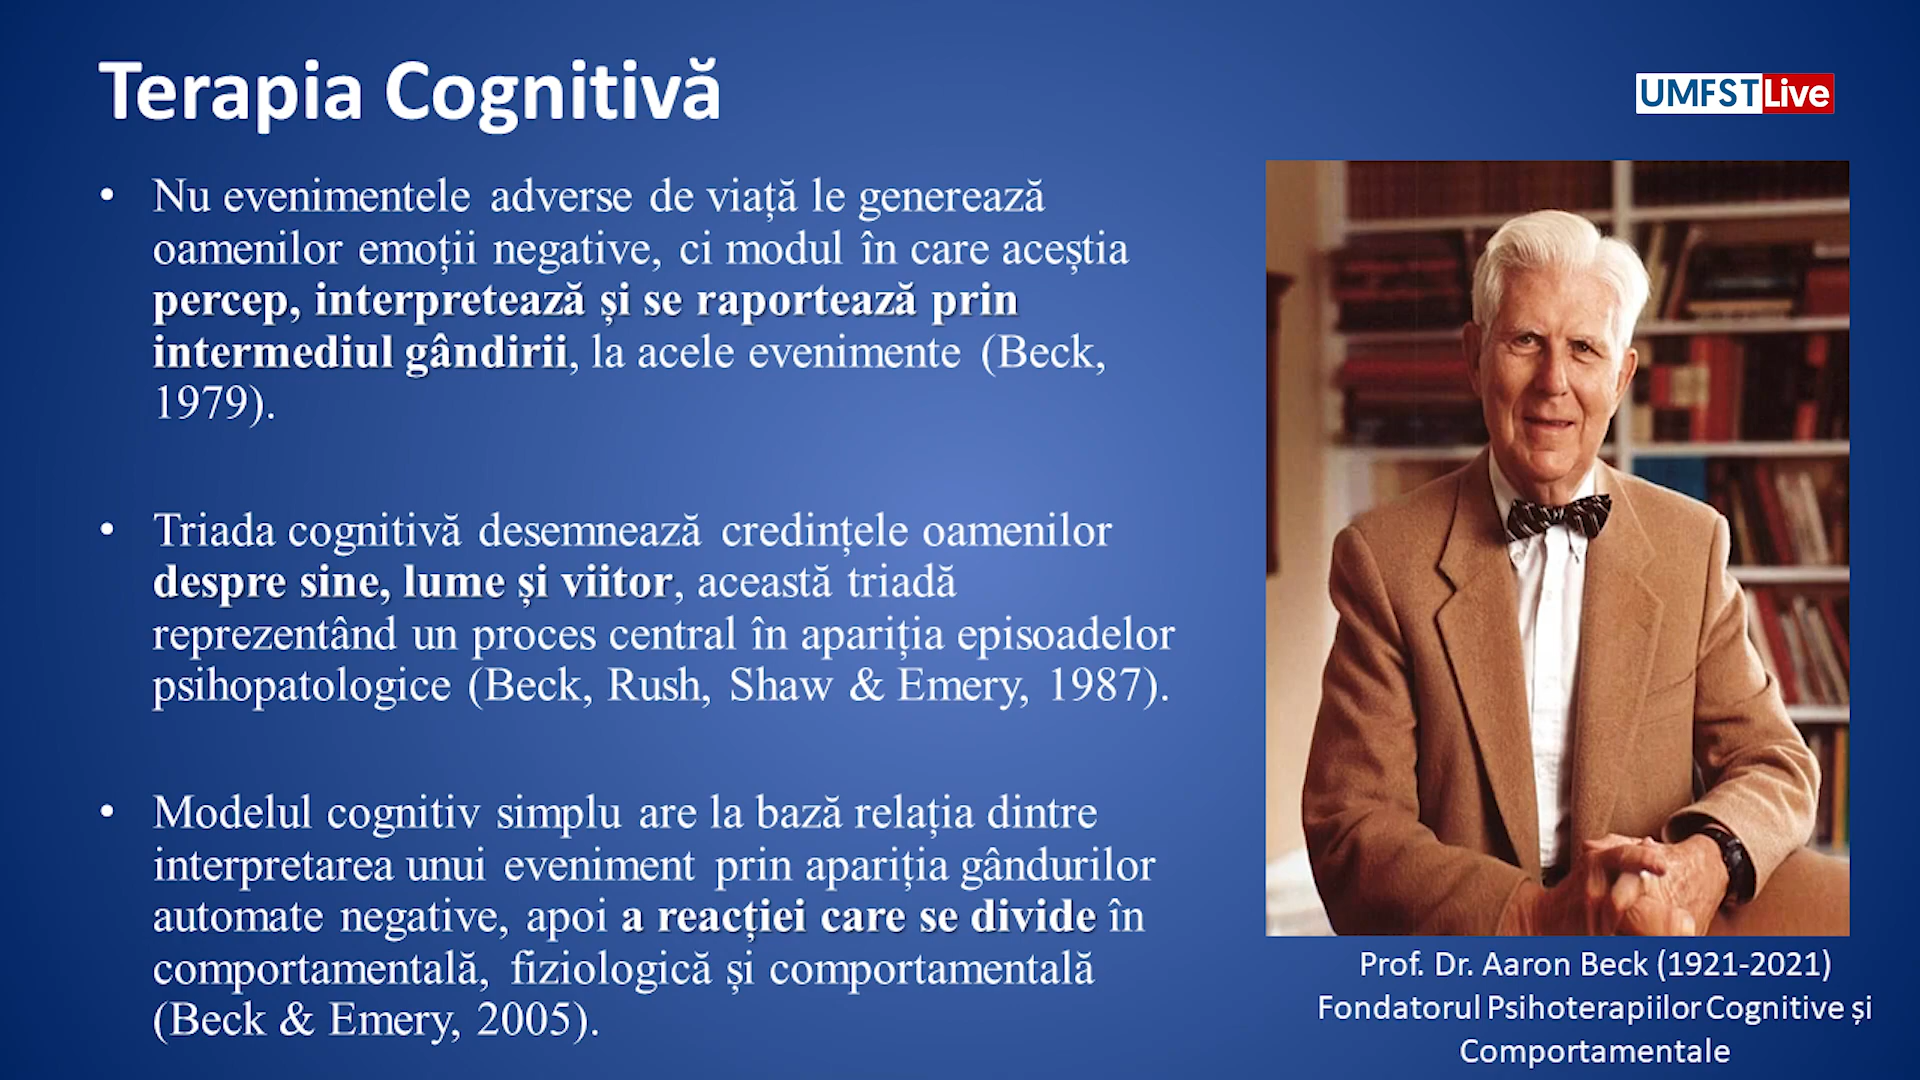 Terapia Cognitivă
UMFST Live
• Nu evenimentele adverse de viață le generează
oamenilor emoții negative, ci modul în care aceștia
percep, interpretează și se raportează prin
intermediul gândirii, la acele evenimente (Beck,
1979).
• Triada cognitivă desemnează credințele oamenilor
despre sine, lume și viitor, această triadă
reprezentând un proces central în apariția episoadelor
psihopatologice (Beck, Rush, Shaw & Emery, 1987).
• Modelul cognitiv simplu are la bază relația dintre
interpretarea unui eveniment prin apariția gândurilor
automate negative, apoi a reacției care se divide în
comportamentală, fiziologică și comportamentală
(Beck & Emery, 2005).
Prof. Dr. Aaron Beck (1921-2021)
Fondatorul Psihoterapiilor Cognitive și
Comportamentale